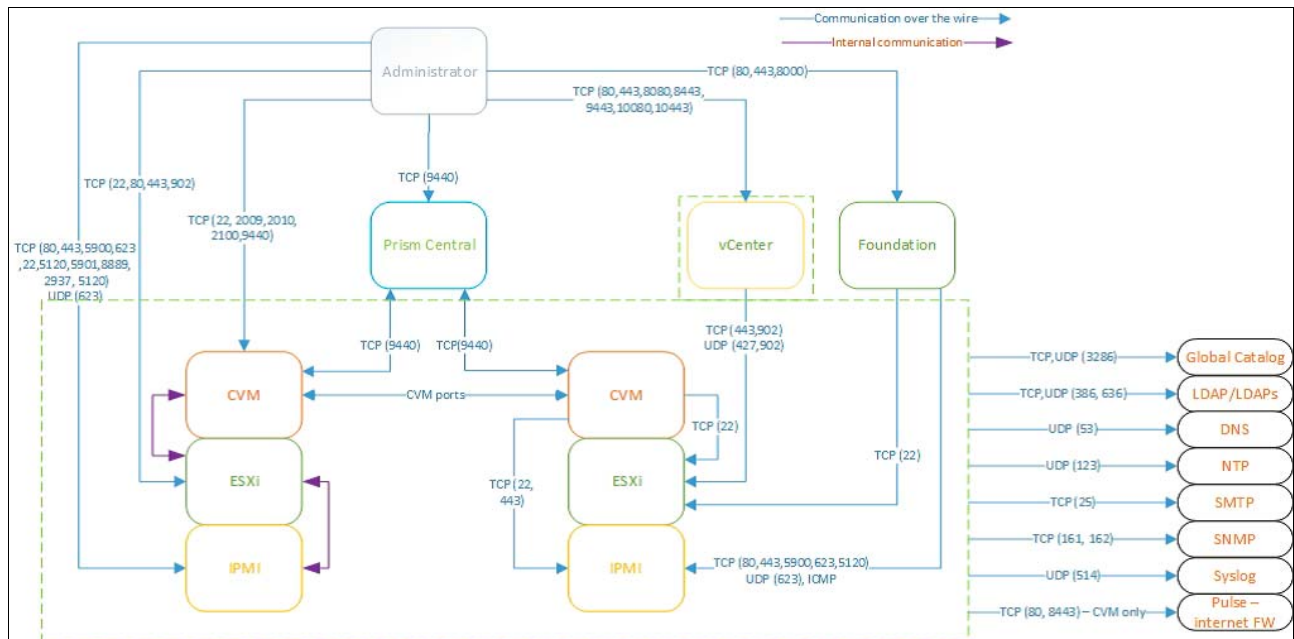 Communication over the wire
Internal communication
Administrator
TCP (80,443,8000)
TCP (80,443,8080,8443,
9443,10080,10443)
TCP (9440)
TCP (22,80,443,902)
TCP (22, 2009,2010,
2100,9440)
TCP (80,443,5900,623
,22,5120,5901,8889,
2937, 5120)
UDP (623)
Prism Central
vCenter
Foundation
TCP (9440)
TCP(9440)
TCP (443,902)
UDP (427,902)
CVM
CVM ports
CVM
TCP (22)
TCP (22)
ESXi
TCP (22,
443)
ESXi
IPMI
IPMI
TCP (80,443,5900,623,5120)
UDP (623), ICMP
TCP,UDP (3286)
Global Catalog
TCP,UDP (386, 636)
LDAP/LDAPs
UDP (53)
DNS
UDP (123)
NTP
TCP (25)
SMTP
TCP (161, 162)
SNMP
UDP (514)
Syslog
TCP (80, 8443) – CVM only
Pulse –
internet FW